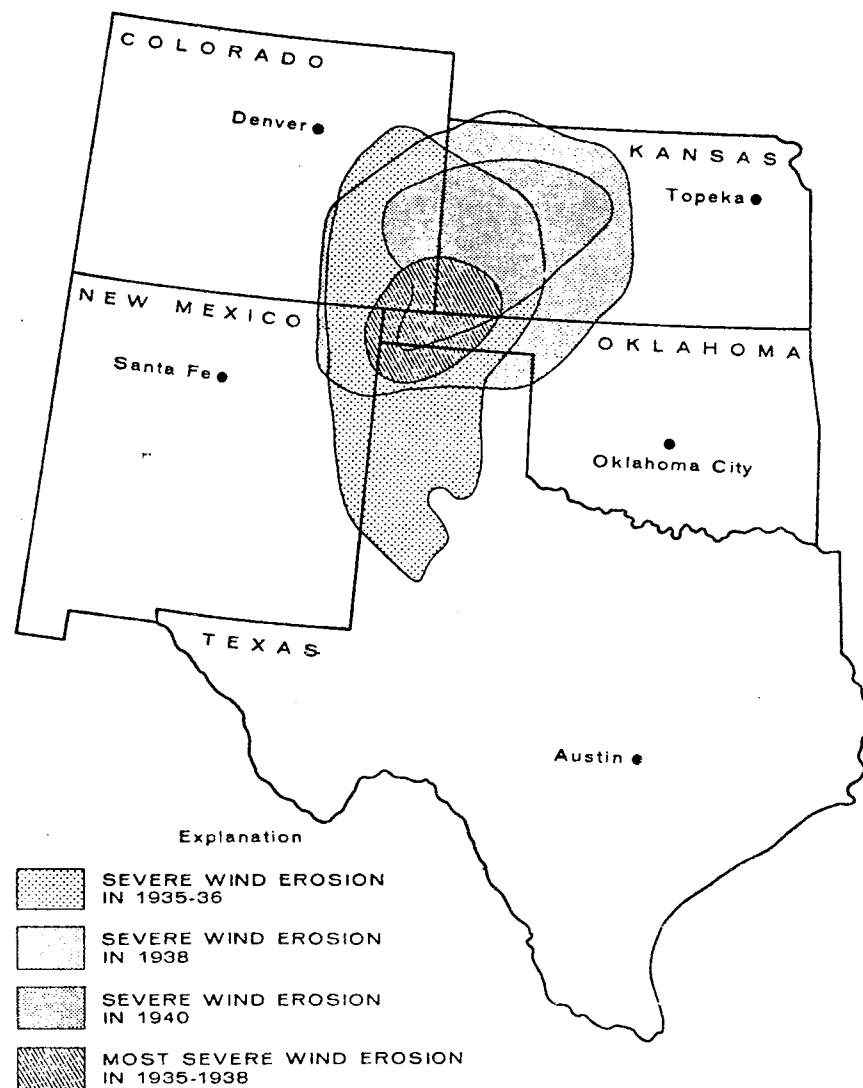 COLORADO
Denver
KANSAS
Topeka
NEW MEXICO
Santa Fe
OKLAHOMA
Oklahoma City
TEXAS
Austin
Explanation
SEVERE WIND EROSION
IN 1935-36
SEVERE WIND EROSION
IN 1938
SEVERE WIND EROSION
IN 1940
MOST SEVERE WIND EROSION
IN 1935-1938